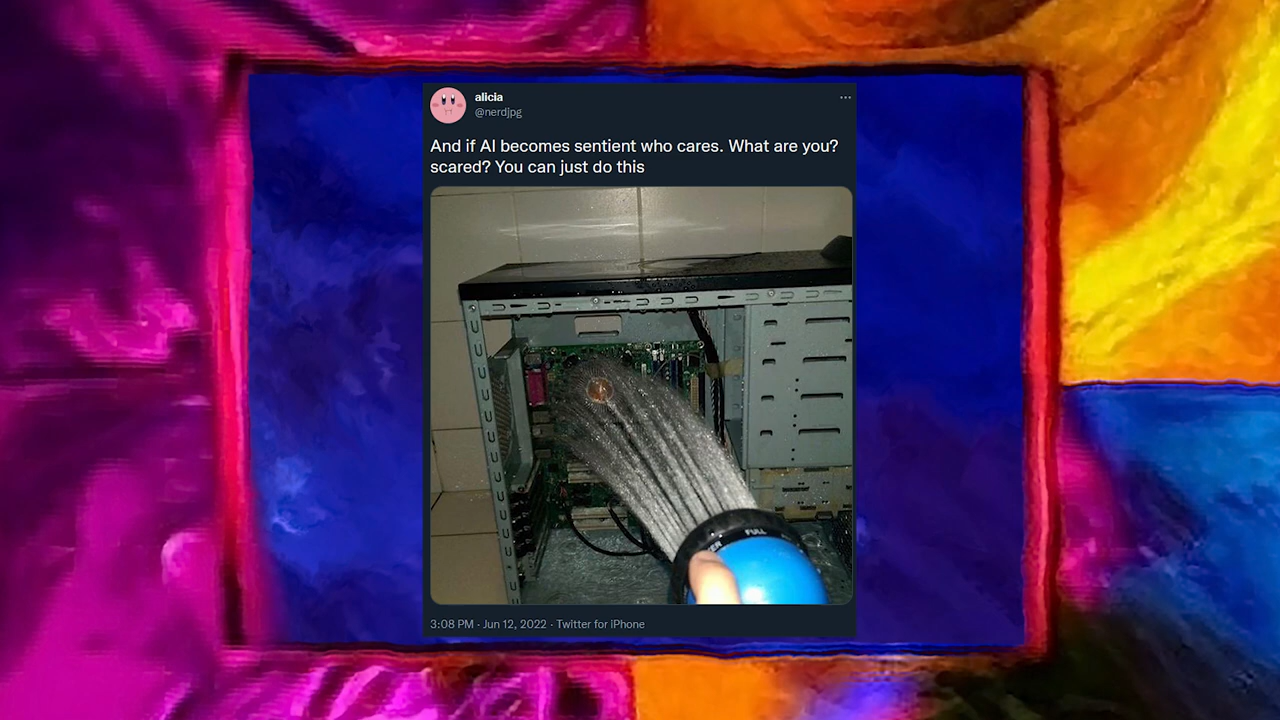 alicia
@nerdjpg
And if AI becomes sentient who cares. What are you?
scared? You can just do this
FULL
3:08 PM · Jun 12, 2022 · Twitter for iPhone